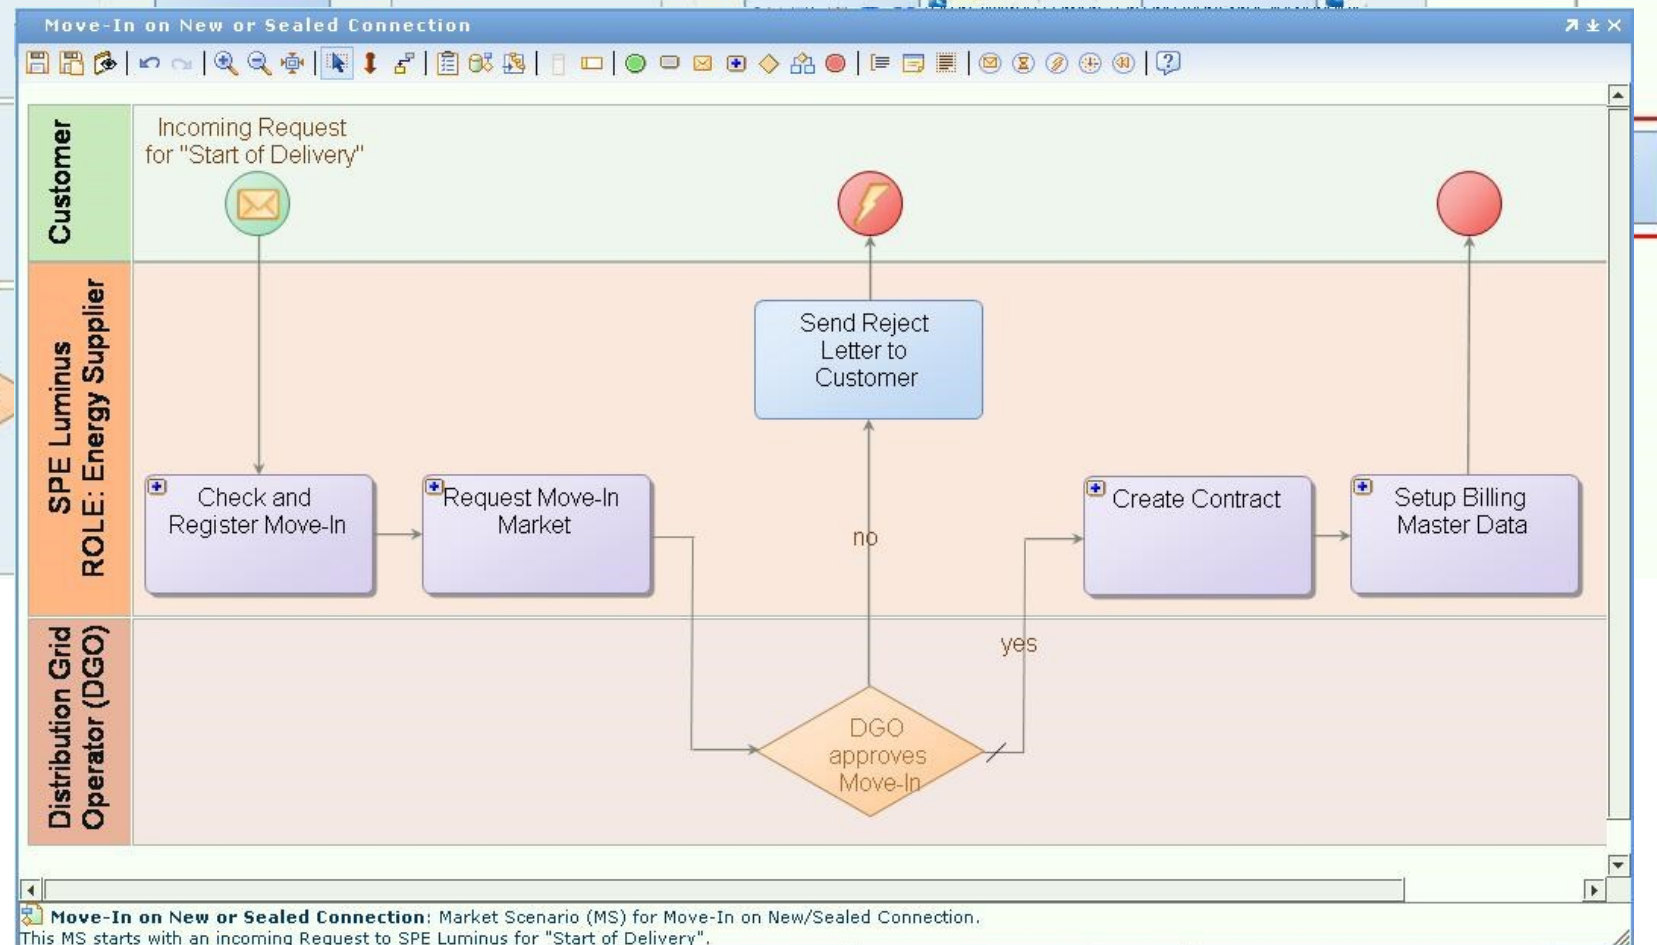 Move-In on New or Sealed Connection
Customer
Incoming Request
for "Start of Delivery"
SPE Luminus
ROLE: Energy Supplier
Send Reject
Letter to
Customer
Check and
Register Move-In
Request Move-In
Market
no
Create Contract
Setup Billing
Master Data
Distribution Grid
Operator (DGO)
yes
DGO
approves
Move-In
Move-In on New or Sealed Connection: Market Scenario (MS) for Move-In on New/Sealed Connection.
This MS starts with an incoming Request to SPE Luminus for "Start of Delivery".